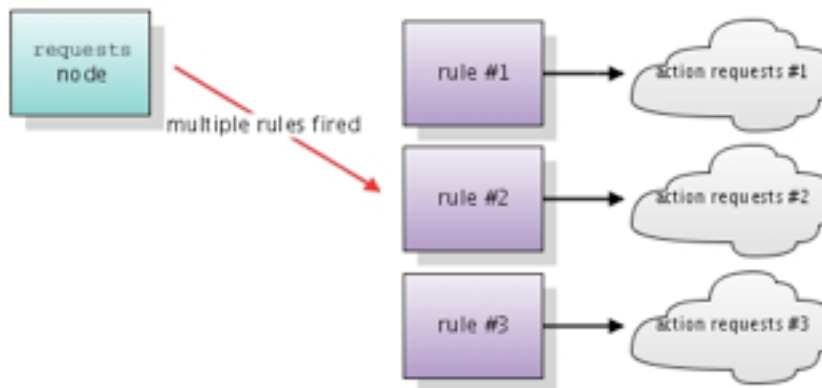 requests
node
multiple rules fired
rule #1
action requests #1
rule #2
action requests #2
rule #3
action requests #3